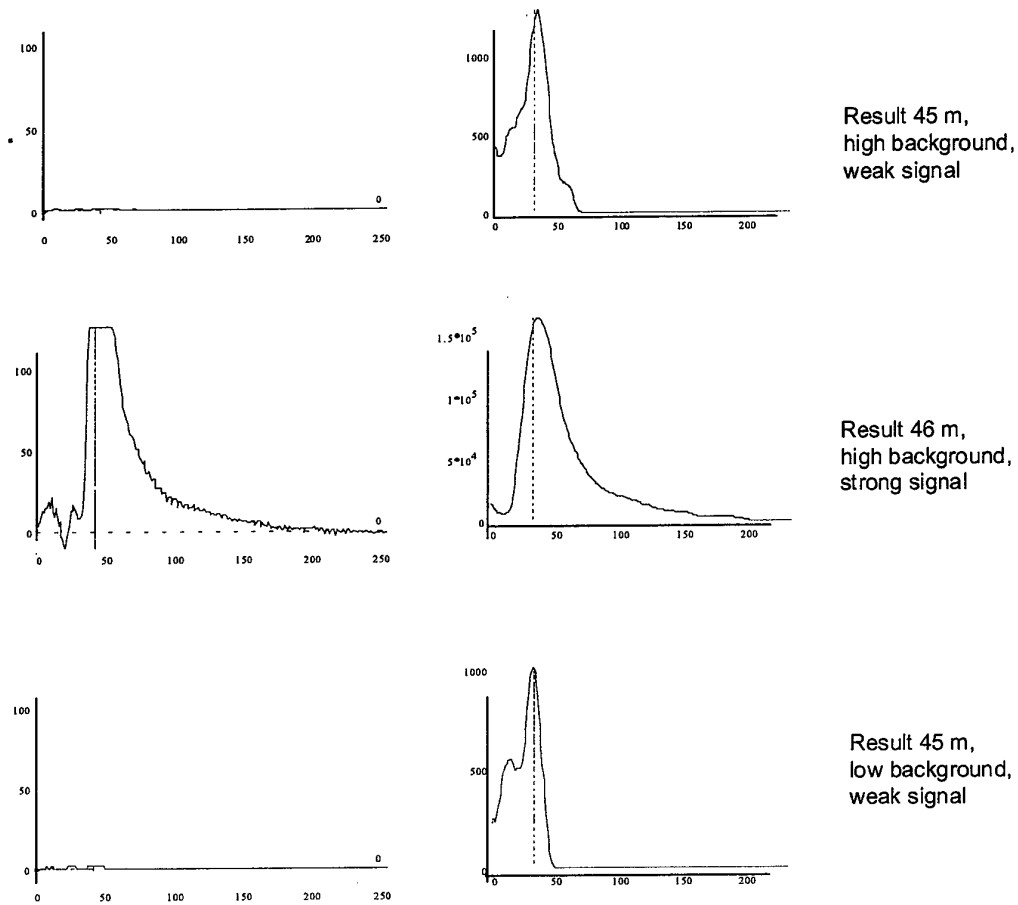 100
50
0
0
0 50 100 150 200 250
1000
500
0
0 50 100 150 200
Result 45 m,
high background,
weak signal
100
50
0
0
0 50 100 150 200 250
1.5*10^5
1*10^5
5*10^4
0
0 50 100 150 200
Result 46 m,
high background,
strong signal
100
50
0
0
0 50 100 150 200 250
1000
500
0
0 50 100 150 200
Result 45 m,
low background,
weak signal